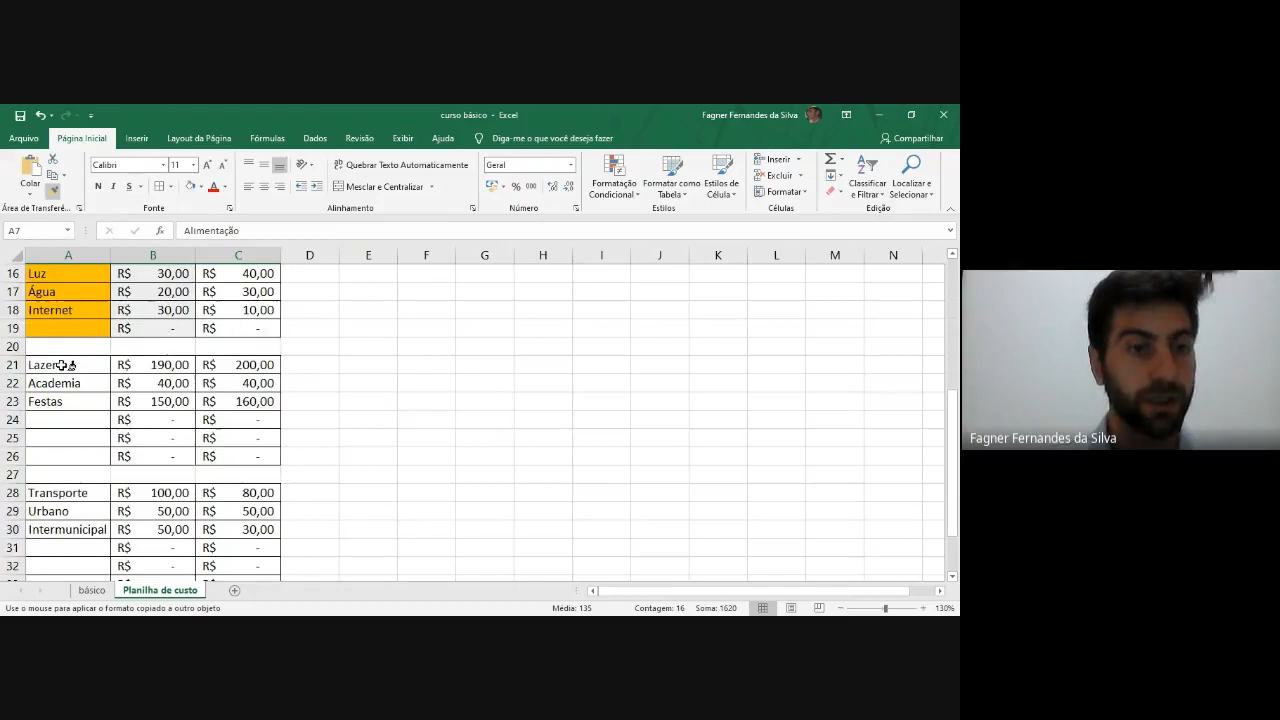 curso básico - Excel
Fagner Fernandes da Silva
Arquivo Página Inicial Inserir Layout da Página Fórmulas Dados Revisão Exibir Ajuda Diga-me o que você deseja fazer Compartilhar
Colar
Calibri 11
N I S
Quebrar Texto Automaticamente
Mesclar e Centralizar
Geral
% 000
Formatação Condicional
Formatar como Tabela
Estilos de Célula
Inserir
Excluir
Formatar
Classificar e Filtrar
Localizar e Selecionar
Área de Transferê... Fonte Alinhamento Número Estilos Células Edição
A7 fx Alimentação
A B C D E F G H I J K L M N
16 Luz R$ 30,00 R$ 40,00
17 Água R$ 20,00 R$ 30,00
18 Internet R$ 30,00 R$ 10,00
19 R$ - R$ -
20
21 Lazer R$ 190,00 R$ 200,00
22 Academia R$ 40,00 R$ 40,00
23 Festas R$ 150,00 R$ 160,00
24 R$ - R$ -
25 R$ - R$ -
26 R$ - R$ -
27
28 Transporte R$ 100,00 R$ 80,00
29 Urbano R$ 50,00 R$ 50,00
30 Intermunicipal R$ 50,00 R$ 30,00
31 R$ - R$ -
32 R$ - R$ -
básico Planilha de custo
Use o mouse para aplicar o formato copiado a outro objeto Média: 135 Contagem: 16 Soma: 1620 130%
Fagner Fernandes da Silva